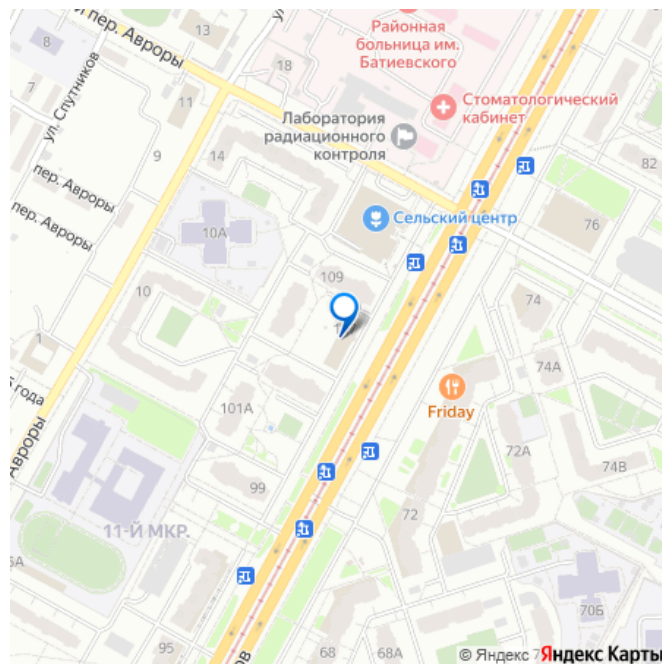 пер. Авроры
Районная
больница им.
Батиевского
8
7
13
18
ул. Спутников
11
Стоматологический
кабинет
Лаборатория
радиационного
контроля
9
14
82
пер. Авроры
пер. Авроры
10А
Сельский центр
76
109
10
74
1
74А
года
Friday
101А
Авроры
72А
74В
99
72
11-Й МКР.
70Б
95
68
68А
ов
© Яндекс
Яндекс Карты